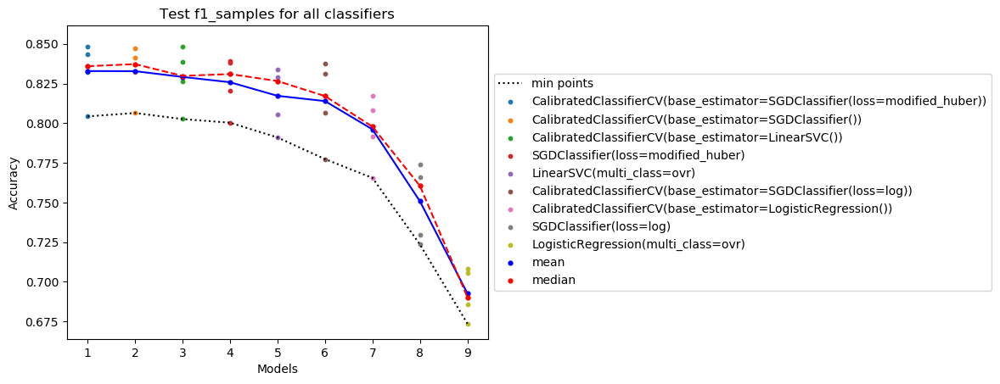 Test f1_samples for all classifiers
Accuracy
0.850
0.825
0.800
0.775
0.750
0.725
0.700
0.675
1 2 3 4 5 6 7 8 9
Models
min points
CalibratedClassifierCV(base_estimator=SGDClassifier(loss=modified_huber))
CalibratedClassifierCV(base_estimator=SGDClassifier())
CalibratedClassifierCV(base_estimator=LinearSVC())
SGDClassifier(loss=modified_huber)
LinearSVC(multi_class=ovr)
CalibratedClassifierCV(base_estimator=SGDClassifier(loss=log))
CalibratedClassifierCV(base_estimator=LogisticRegression())
SGDClassifier(loss=log)
LogisticRegression(multi_class=ovr)
mean
median